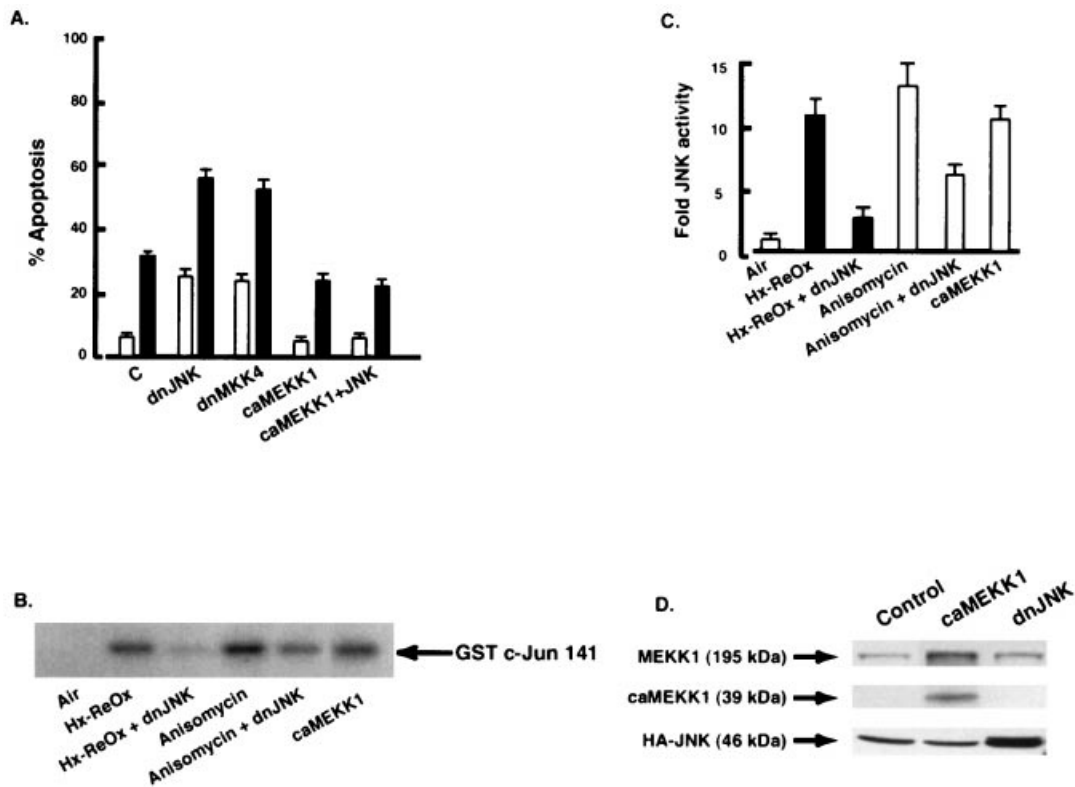 A.
100
80
60
40
20
0
% Apoptosis
C
dnJNK
dnMKK4
caMEKK1
caMEKK1+JNK
C.
15
10
5
0
Fold JNK activity
Air
Hx-ReOx
Hx-ReOx + dnJNK
Anisomycin
Anisomycin + dnJNK
caMEKK1
B.
GST c-Jun 141
Air
Hx-ReOx
Hx-ReOx + dnJNK
Anisomycin
Anisomycin + dnJNK
caMEKK1
D.
Control
caMEKK1
dnJNK
MEKK1 (195 kDa)
caMEKK1 (39 kDa)
HA-JNK (46 kDa)